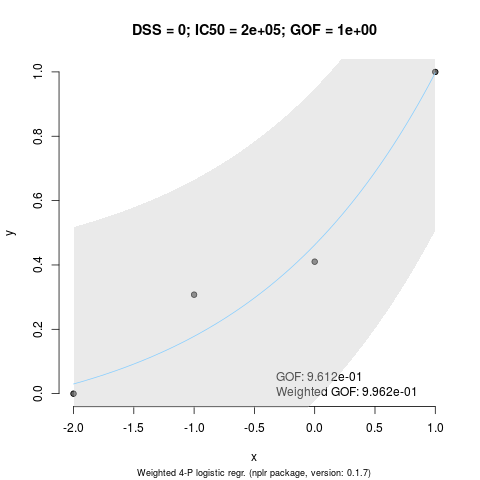 DSS = 0; IC50 = 2e+05; GOF = 1e+00
1.0
0.8
0.6
0.4
0.2
0.0
y
GOF: 9.612e-01
Weighted GOF: 9.962e-01
-2.0 -1.5 -1.0 -0.5 0.0 0.5 1.0
x
Weighted 4-P logistic regr. (nplr package, version: 0.1.7)